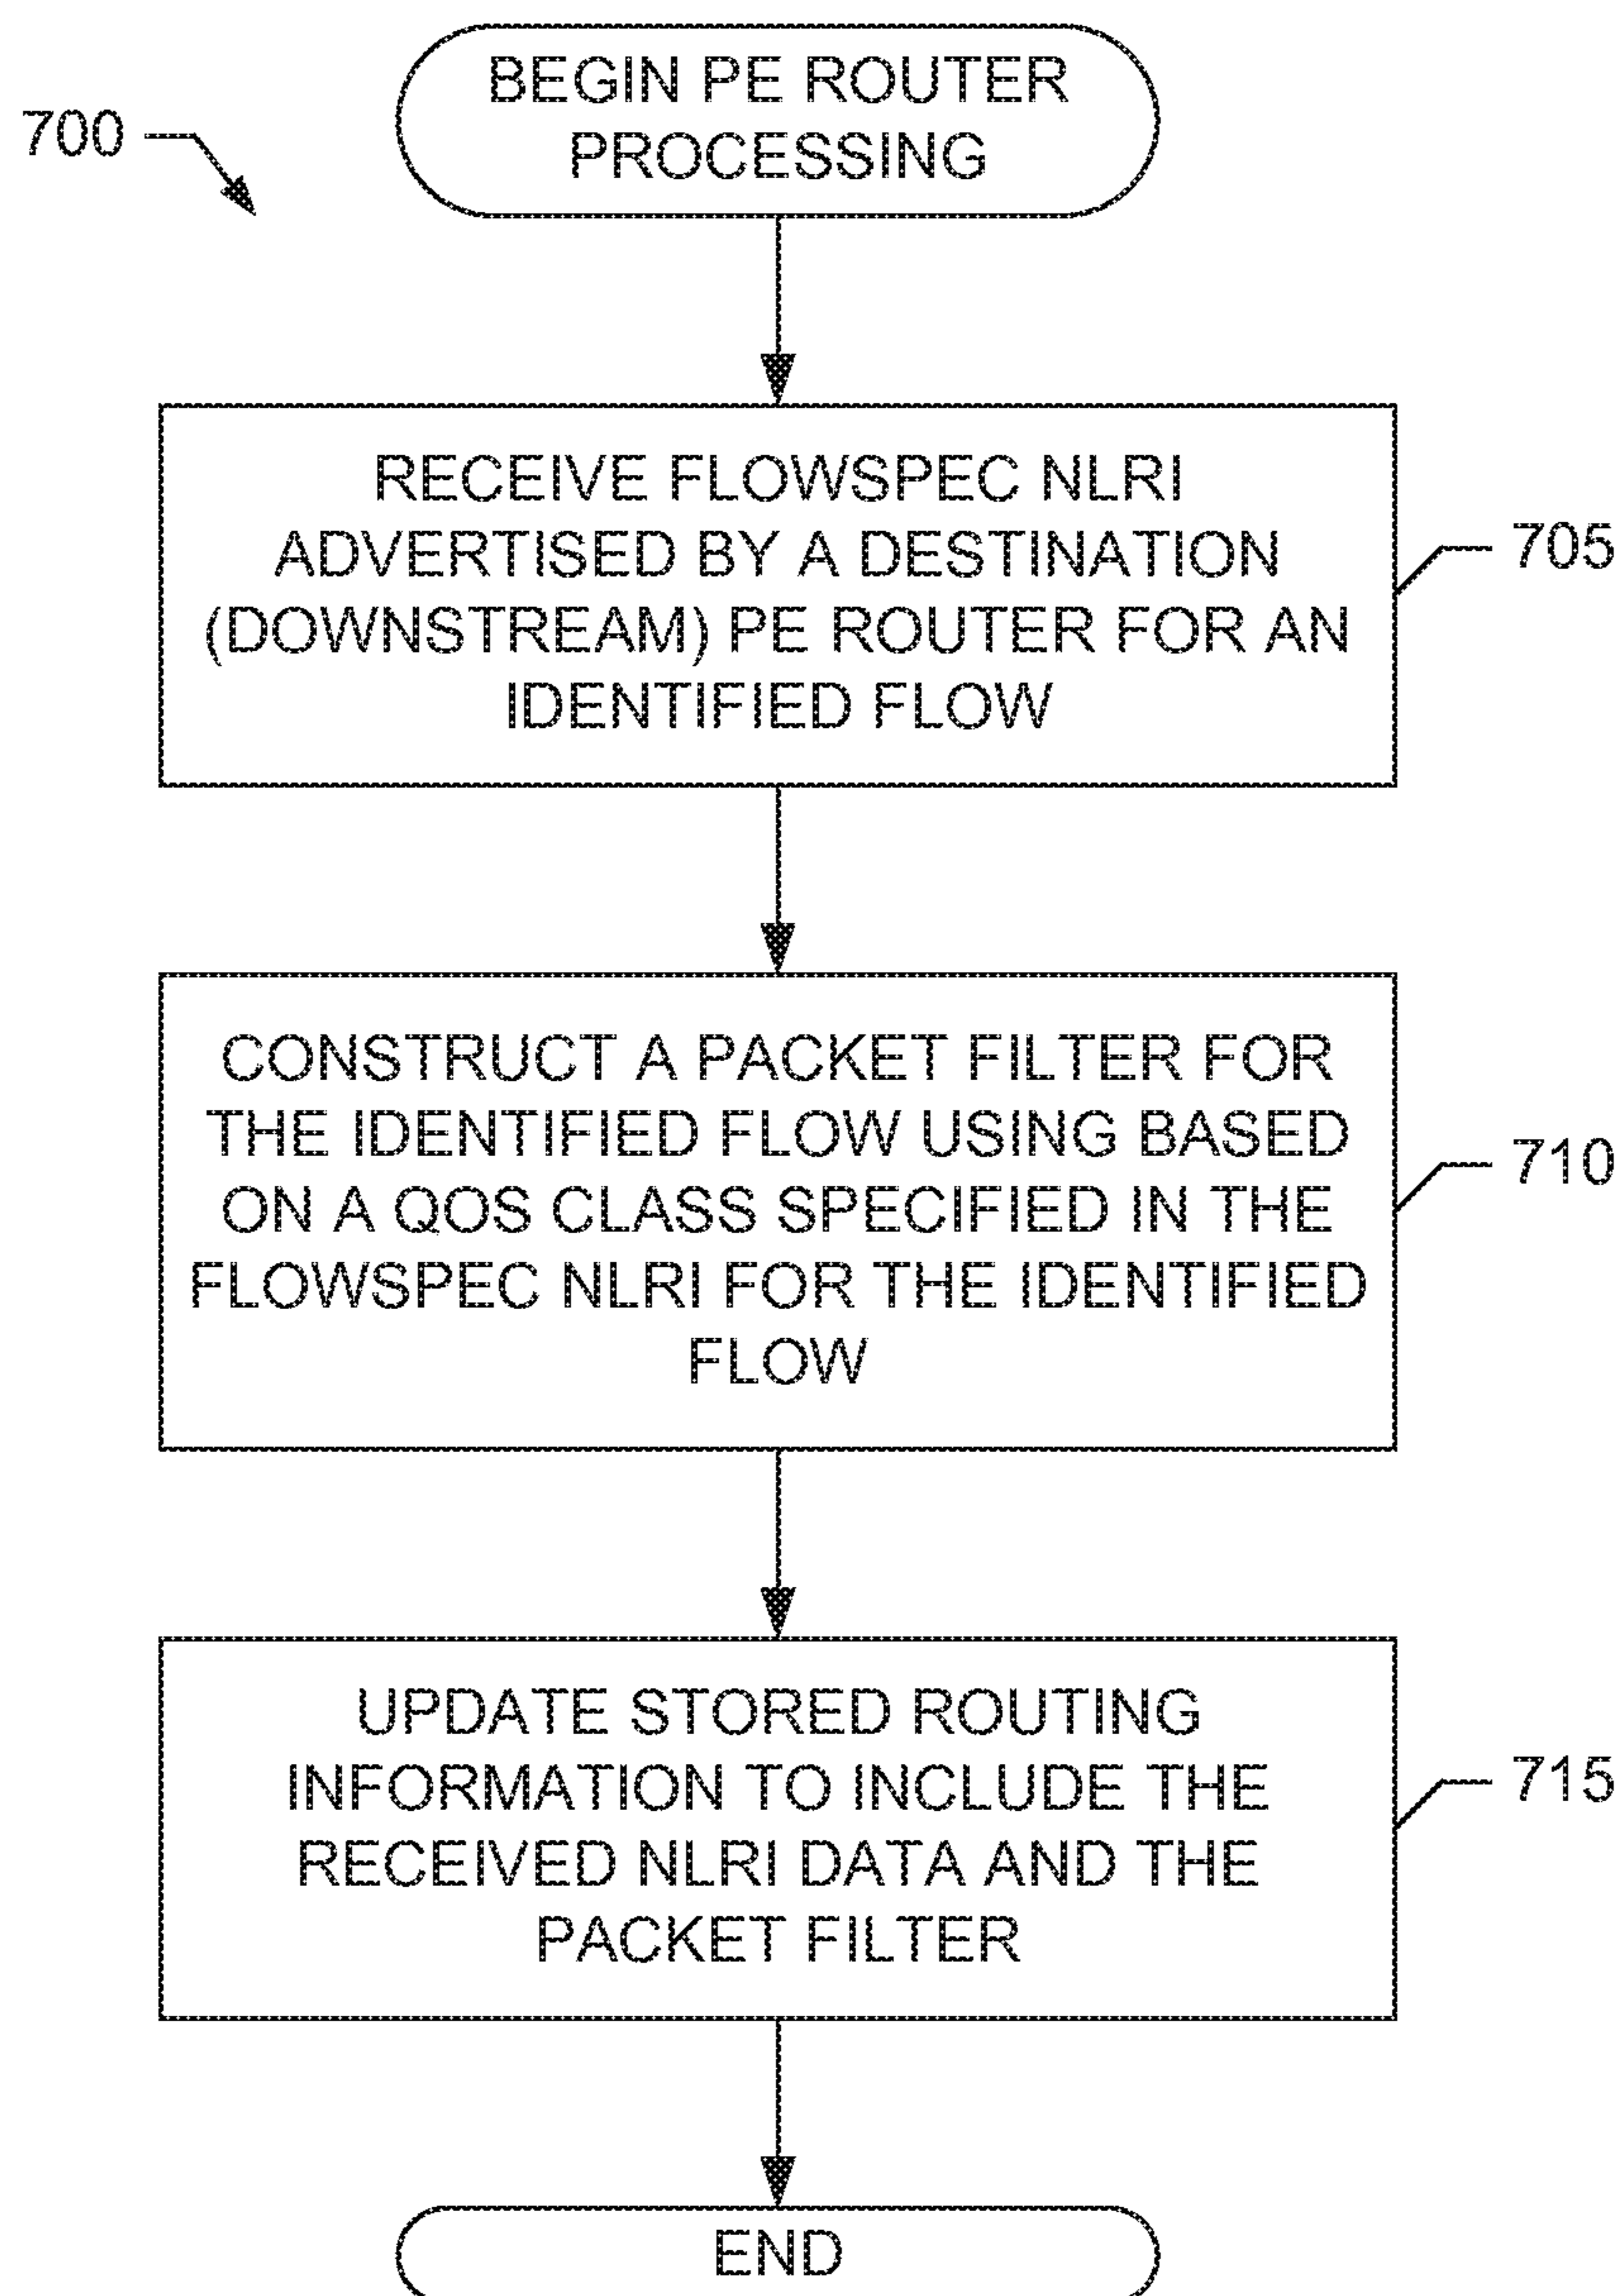 BEGIN PE ROUTER
PROCESSING
700
RECEIVE FLOWSPEC NLRI
ADVERTISED BY A DESTINATION
(DOWNSTREAM) PE ROUTER FOR AN
IDENTIFIED FLOW
705
CONSTRUCT A PACKET FILTER FOR
THE IDENTIFIED FLOW USING BASED
ON A QOS CLASS SPECIFIED IN THE
FLOWSPEC NLRI FOR THE IDENTIFIED
FLOW
710
UPDATE STORED ROUTING
INFORMATION TO INCLUDE THE
RECEIVED NLRI DATA AND THE
PACKET FILTER
715
END